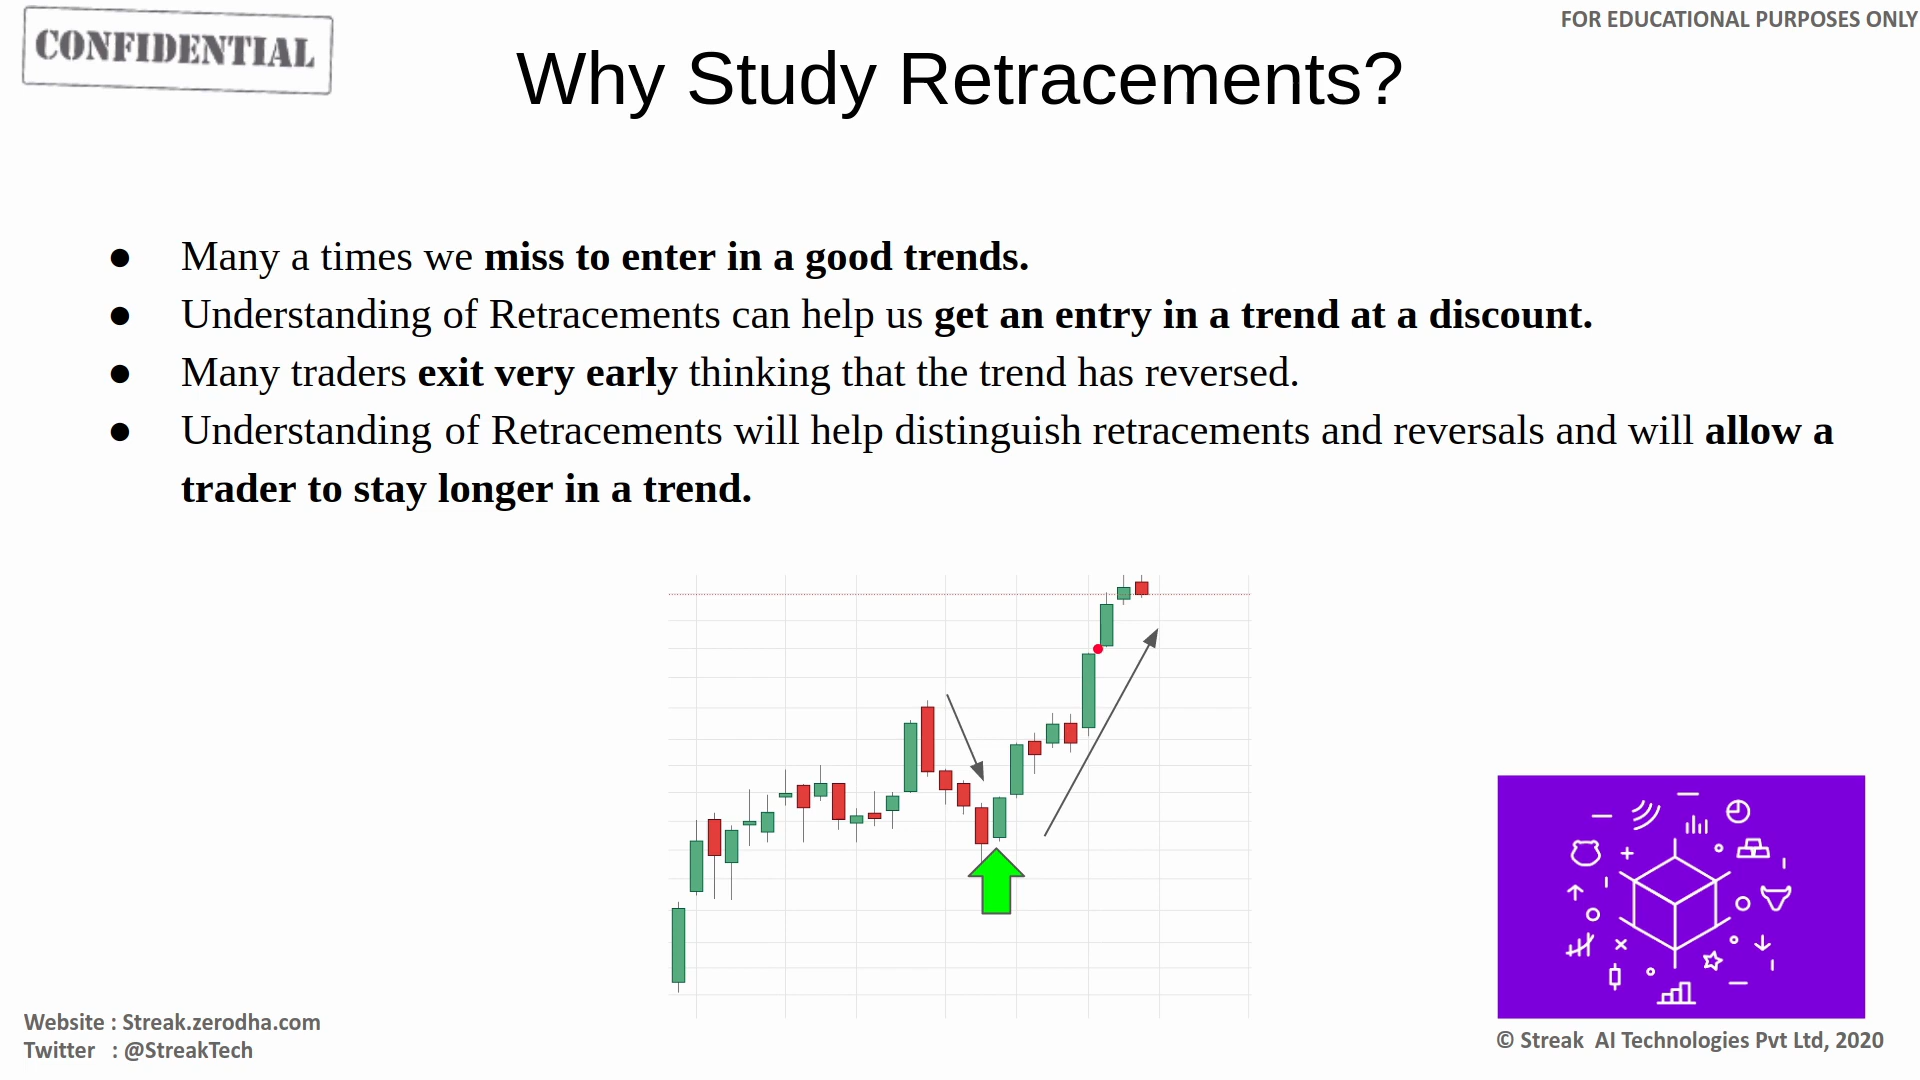 CONFIDENTIAL
FOR EDUCATIONAL PURPOSES ONLY
Why Study Retracements?
● Many a times we miss to enter in a good trends.
● Understanding of Retracements can help us get an entry in a trend at a discount.
● Many traders exit very early thinking that the trend has reversed.
● Understanding of Retracements will help distinguish retracements and reversals and will allow a
trader to stay longer in a trend.
Website : Streak.zerodha.com
Twitter : @StreakTech
© Streak AI Technologies Pvt Ltd, 2020